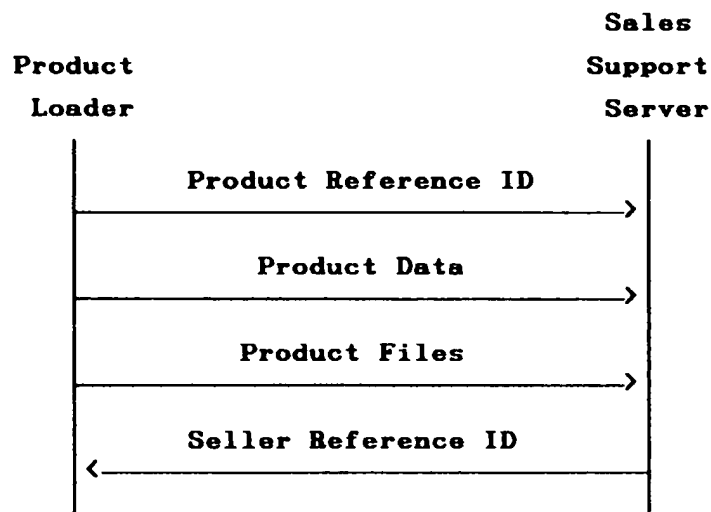 Product
Loader
Sales
Support
Server
Product Reference ID
Product Data
Product Files
Seller Reference ID